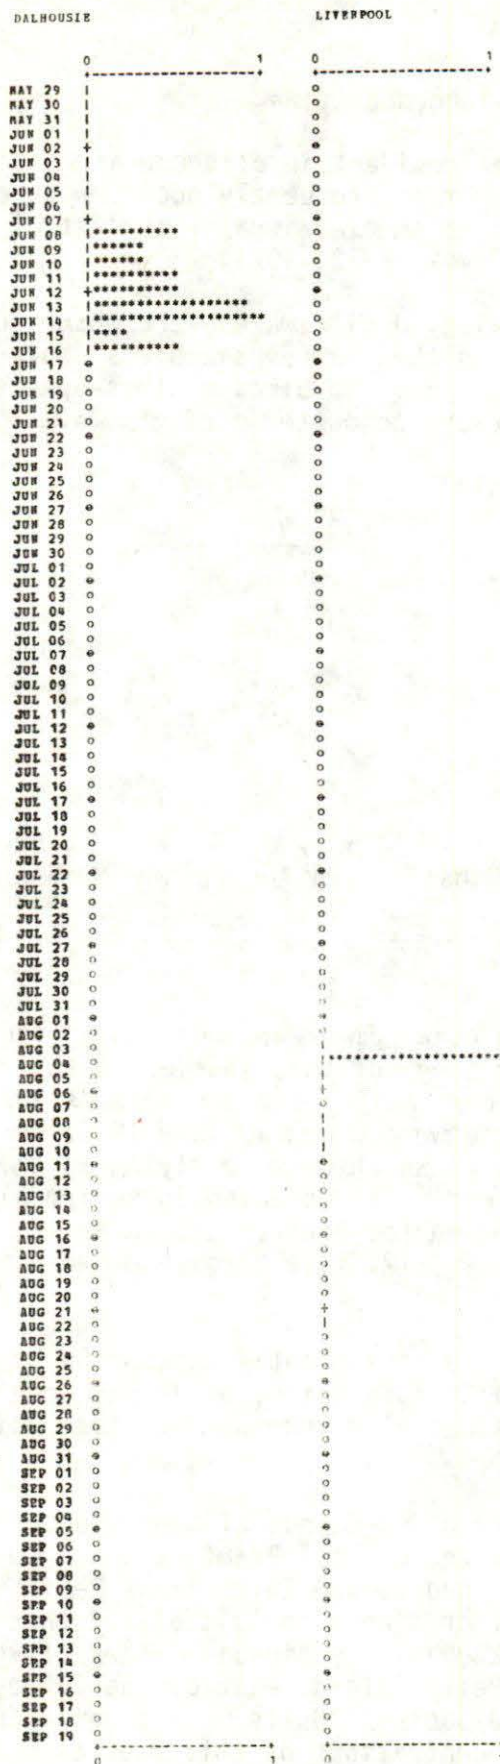 DALHOUSIE LIVERPOOL
0 1 0 1
MAY 29
MAY 30
MAY 31
JUN 01
JUN 02
JUN 03
JUN 04
JUN 05
JUN 06
JUN 07
JUN 08
JUN 09
JUN 10
JUN 11
JUN 12
JUN 13
JUN 14
JUN 15
JUN 16
JUN 17
JUN 18
JUN 19
JUN 20
JUN 21
JUN 22
JUN 23
JUN 24
JUN 25
JUN 26
JUN 27
JUN 28
JUN 29
JUN 30
JUL 01
JUL 02
JUL 03
JUL 04
JUL 05
JUL 06
JUL 07
JUL 08
JUL 09
JUL 10
JUL 11
JUL 12
JUL 13
JUL 14
JUL 15
JUL 16
JUL 17
JUL 18
JUL 19
JUL 20
JUL 21
JUL 22
JUL 23
JUL 24
JUL 25
JUL 26
JUL 27
JUL 28
JUL 29
JUL 30
JUL 31
AUG 01
AUG 02
AUG 03
AUG 04
AUG 05
AUG 06
AUG 07
AUG 08
AUG 09
AUG 10
AUG 11
AUG 12
AUG 13
AUG 14
AUG 15
AUG 16
AUG 17
AUG 18
AUG 19
AUG 20
AUG 21
AUG 22
AUG 23
AUG 24
AUG 25
AUG 26
AUG 27
AUG 28
AUG 29
AUG 30
AUG 31
SEP 01
SEP 02
SEP 03
SEP 04
SEP 05
SEP 06
SEP 07
SEP 08
SEP 09
SEP 10
SEP 11
SEP 12
SEP 13
SEP 14
SEP 15
SEP 16
SEP 17
SEP 18
SEP 19
0 1 0